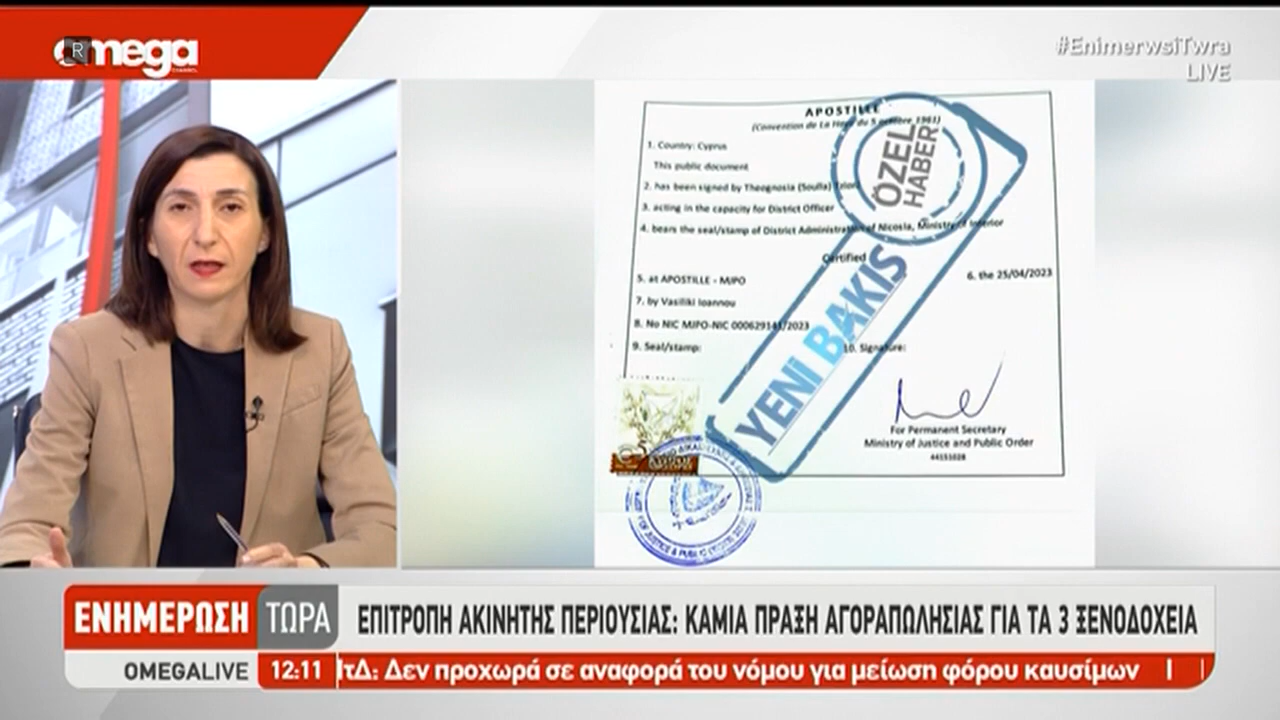 omega
CHANNEL
R
#EnimerwsiTwra
LIVE
APOSTILLE
(Convention de La Haye du 5 octobre 1961)
1. Country: Cyprus
This public document
2. has been signed by Theognosia (Soulla)
3. acting in the capacity for District Officer
4. bears the seal/stamp of District Administration of Nicosia, Ministry of Interior
Certified
5. at APOSTILLE - MJPO
6. the 25/04/2023
7. by Vasiliki Ioannou
8. No NIC MJPO-NIC
9. Seal/stamp:
10. Signature:
For Permanent Secretary
Ministry of Justice and Public Order
44151028
ÖZEL
HABER
YENI BAKIS
ΕΝΗΜΕΡΩΣΗ ΤΩΡΑ
ΕΠΙΤΡΟΠΗ ΑΚΙΝΗΤΗΣ ΠΕΡΙΟΥΣΙΑΣ: ΚΑΜΙΑ ΠΡΑΞΗ ΑΓΟΡΑΠΩΛΗΣΙΑΣ ΓΙΑ ΤΑ 3 ΞΕΝΟΔΟΧΕΙΑ
OMEGALIVE 12:11 ΠτΔ: Δεν προχωρά σε αναφορά του νόμου για μείωση φόρου καυσίμων